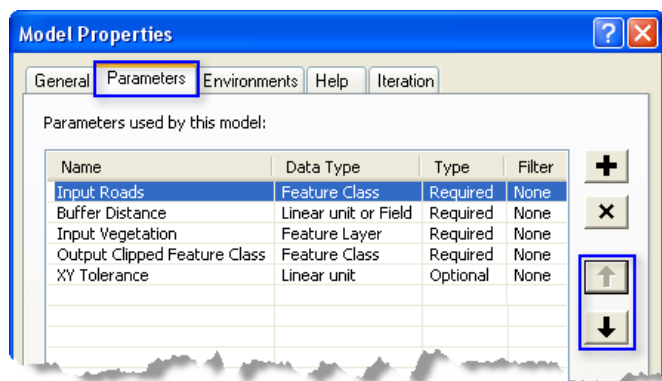 Model Properties
General Parameters Environments Help Iteration
Parameters used by this model:
Name Data Type Type Filter
Input Roads Feature Class Required None
Buffer Distance Linear unit or Field Required None
Input Vegetation Feature Layer Required None
Output Clipped Feature Class Feature Class Required None
XY Tolerance Linear unit Optional None